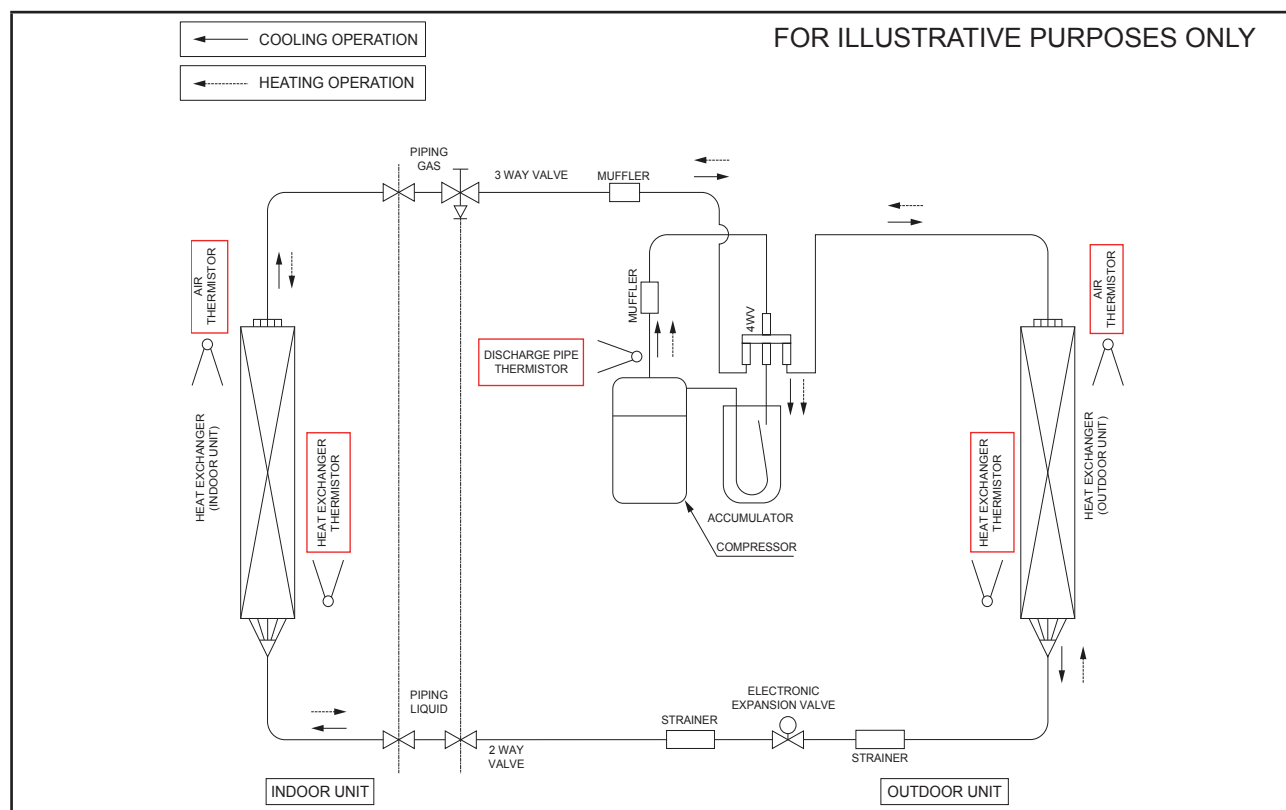 COOLING OPERATION
FOR ILLUSTRATIVE PURPOSES ONLY
HEATING OPERATION
PIPING
GAS
3 WAY VALVE
MUFFLER
AIR
THERMISTOR
MUFFLER
4WV
AIR
THERMISTOR
DISCHARGE PIPE
THERMISTOR
HEAT EXCHANGER
(INDOOR UNIT)
HEAT EXCHANGER
THERMISTOR
HEAT EXCHANGER
THERMISTOR
HEAT EXCHANGER
(OUTDOOR UNIT)
ACCUMULATOR
COMPRESSOR
PIPING
LIQUID
2 WAY
VALVE
STRAINER
ELECTRONIC
EXPANSION VALVE
STRAINER
INDOOR UNIT
OUTDOOR UNIT